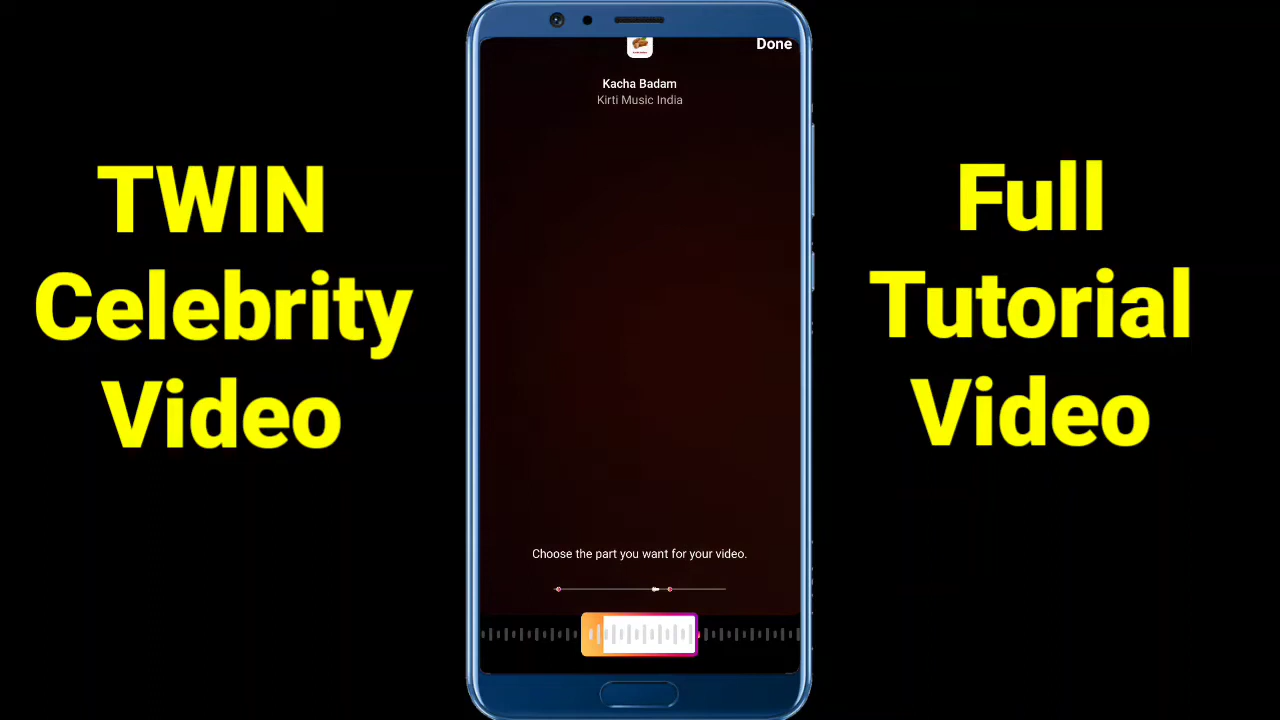 TWIN
Celebrity
Video
Done
Kacha Badam
Kirti Music India
Choose the part you want for your video.
Full
Tutorial
Video